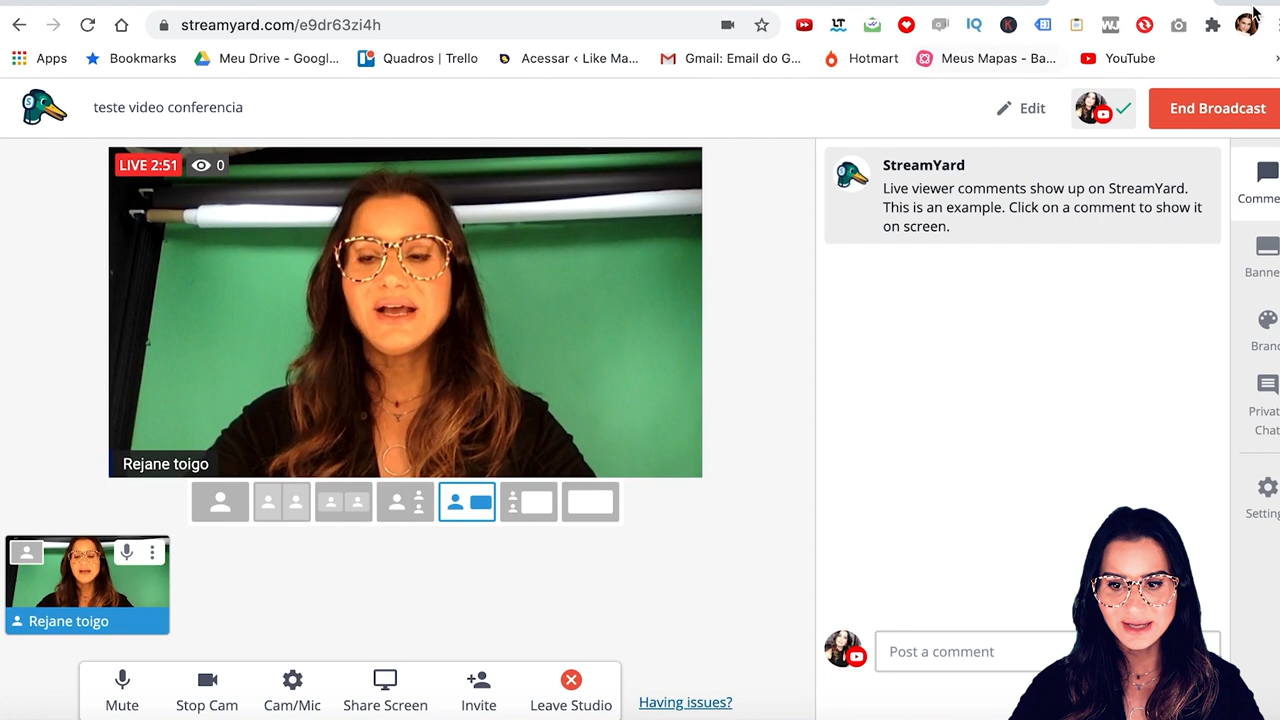 streamyard.com/e9dr63zi4h
Apps Bookmarks Meu Drive - Googl... Quadros | Trello Acessar ‹ Like Ma... Gmail: Email do G... Hotmart Meus Mapas - Ba... YouTube
teste video conferencia
Edit
End Broadcast
LIVE 2:51 0
StreamYard
Live viewer comments show up on StreamYard.
This is an example. Click on a comment to show it
on screen.
Comme
Banne
Branc
Privat
Chat
Setting
Rejane toigo
Rejane toigo
Post a comment
Mute Stop Cam Cam/Mic Share Screen Invite Leave Studio
Having issues?